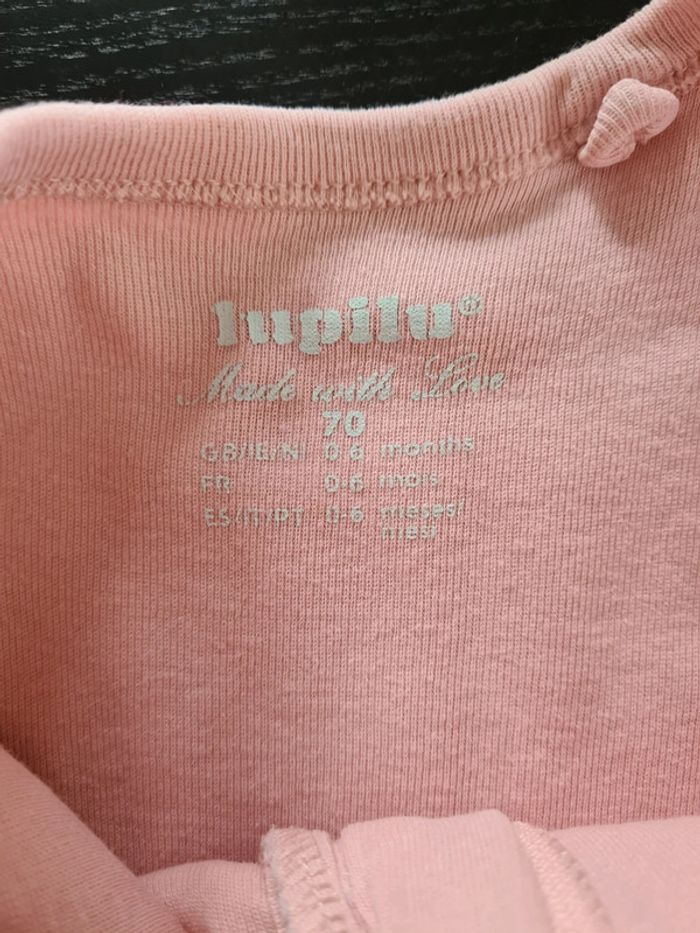 lupilu®
Made with Love
70
GB/IE/NI 0-6 months
FR 0-6 mois
ES/IT/PT 0-6 meses/
mesi